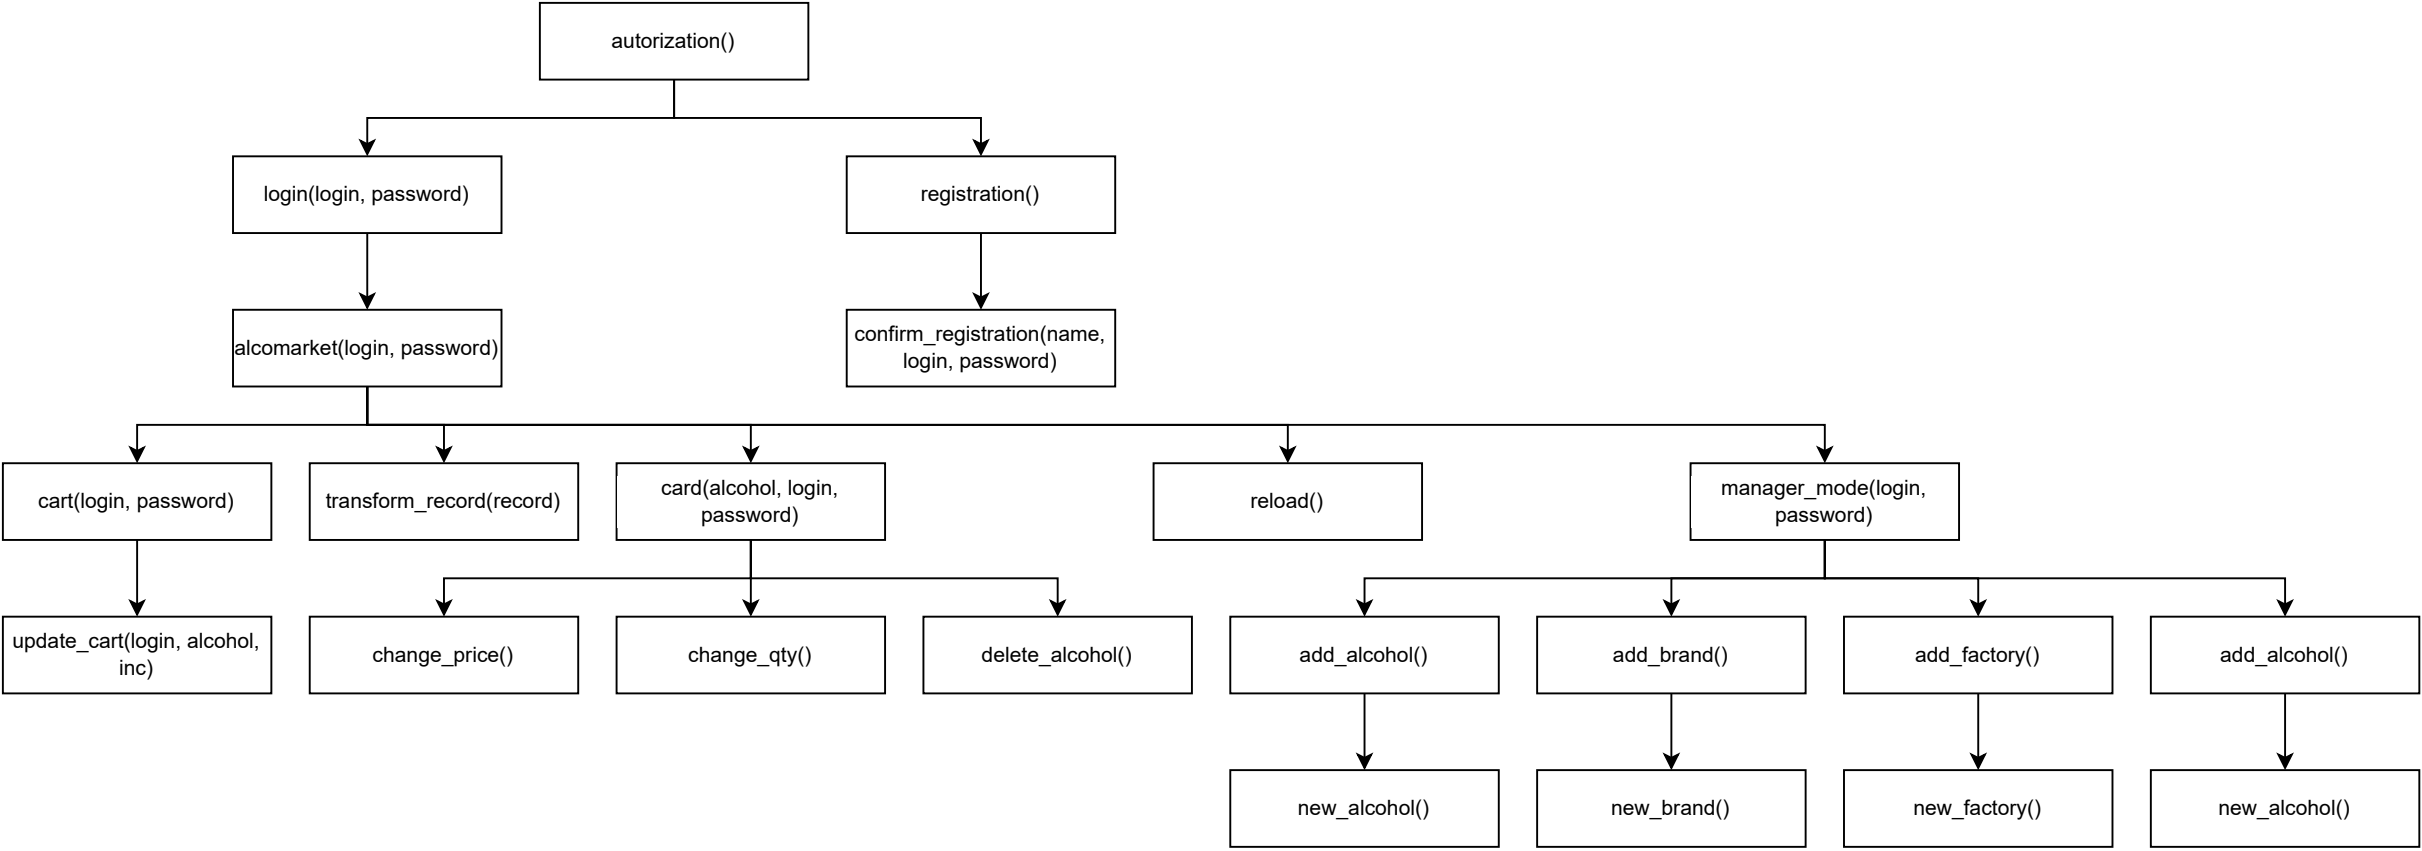 autorization()
login(login, password)
registration()
alcomarket(login, password)
confirm_registration(name,
login, password)
cart(login, password)
transform_record(record)
card(alcohol, login,
password)
reload()
manager_mode(login,
password)
update_cart(login, alcohol,
inc)
change_price()
change_qty()
delete_alcohol()
add_alcohol()
add_brand()
add_factory()
add_alcohol()
new_alcohol()
new_brand()
new_factory()
new_alcohol()